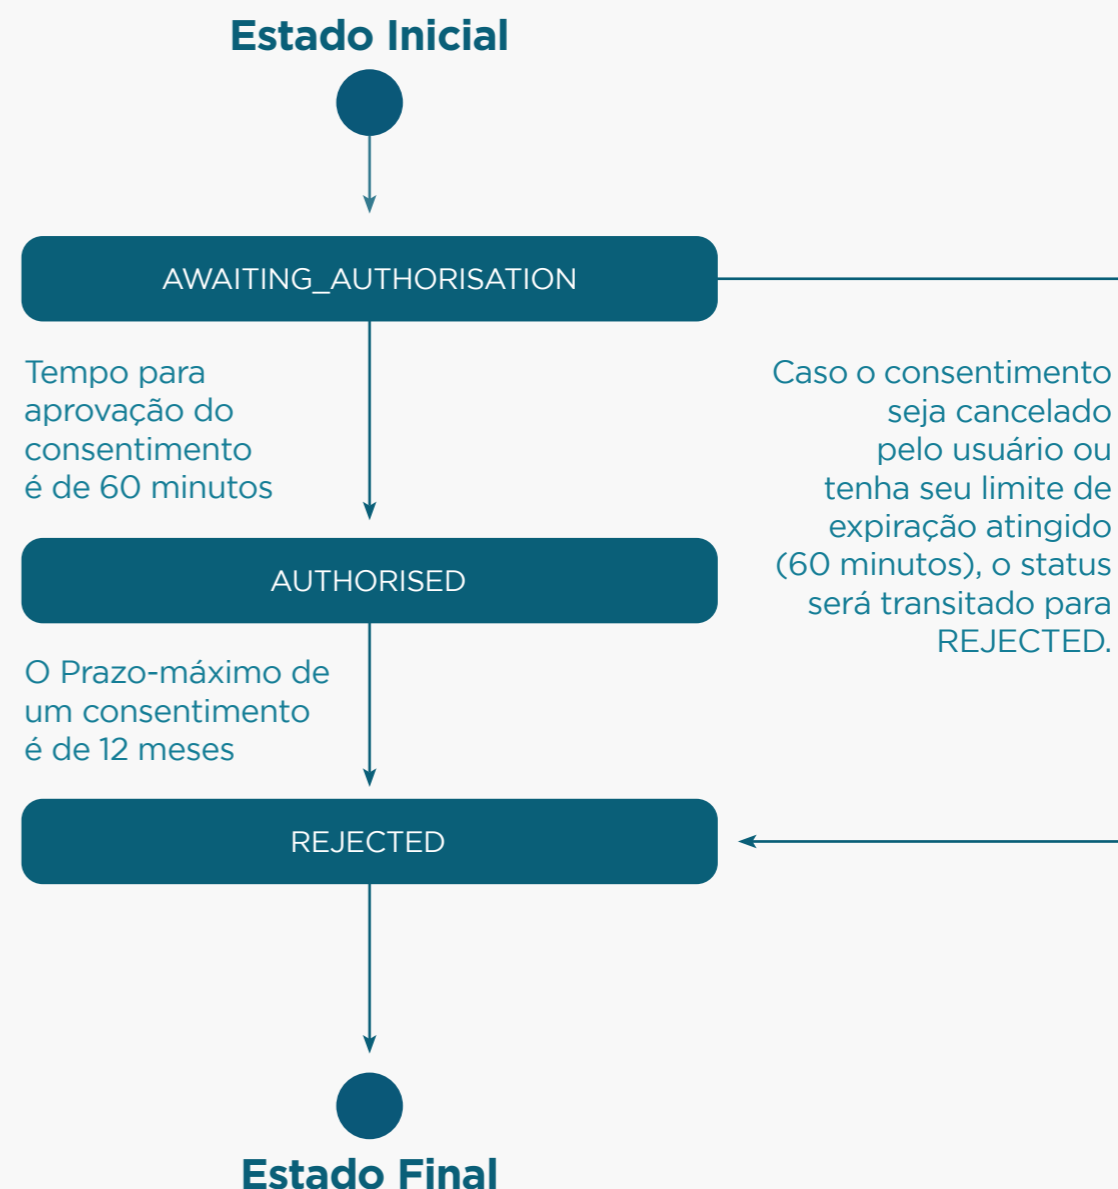 Estado Inicial
AWAITING_AUTHORISATION
Tempo para
aprovação do
consentimento
é de 60 minutos
Caso o consentimento
seja cancelado
pelo usuário ou
tenha seu limite de
expiração atingido
(60 minutos), o status
será transitado para
REJECTED.
AUTHORISED
O Prazo-máximo de
um consentimento
é de 12 meses
REJECTED
Estado Final